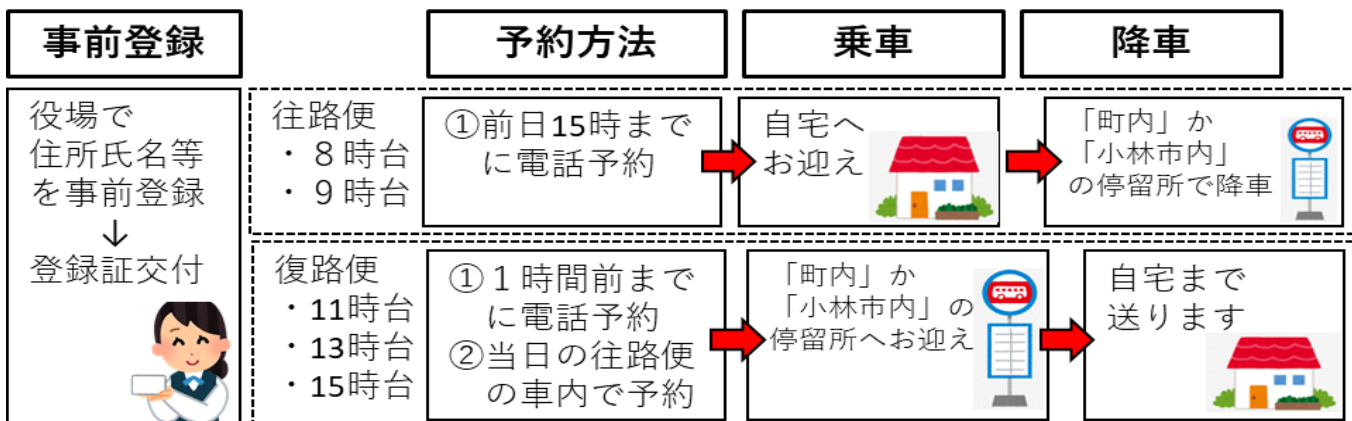 事前登録
予約方法
乗車
降車
役場で
住所氏名等
を事前登録
↓
登録証交付
往路便
・８時台
・９時台
①前日15時まで
に電話予約
自宅へ
お迎え
「町内」か
「小林市内」
の停留所で降車
復路便
・11時台
・13時台
・15時台
①１時間前まで
に電話予約
②当日の往路便
の車内で予約
「町内」か
「小林市内」の
停留所へお迎え
自宅まで
送ります